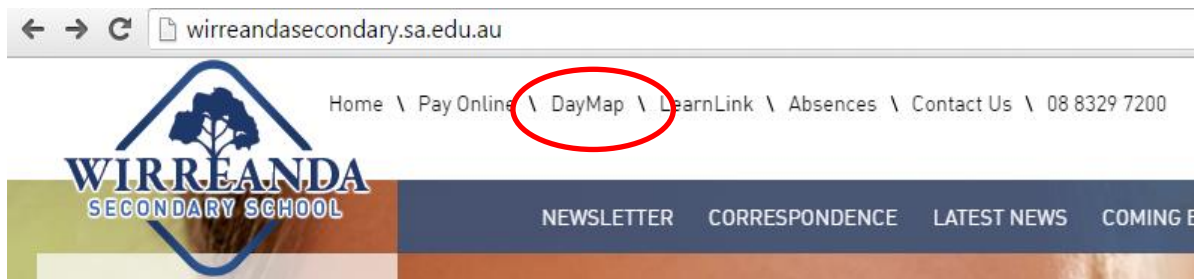 wirreandasecondary.sa.edu.au
Home \ Pay Online \ DayMap \ LearnLink \ Absences \ Contact Us \ 08 8329 7200
WIRREANDA
SECONDARY SCHOOL
NEWSLETTER CORRESPONDENCE LATEST NEWS COMING E